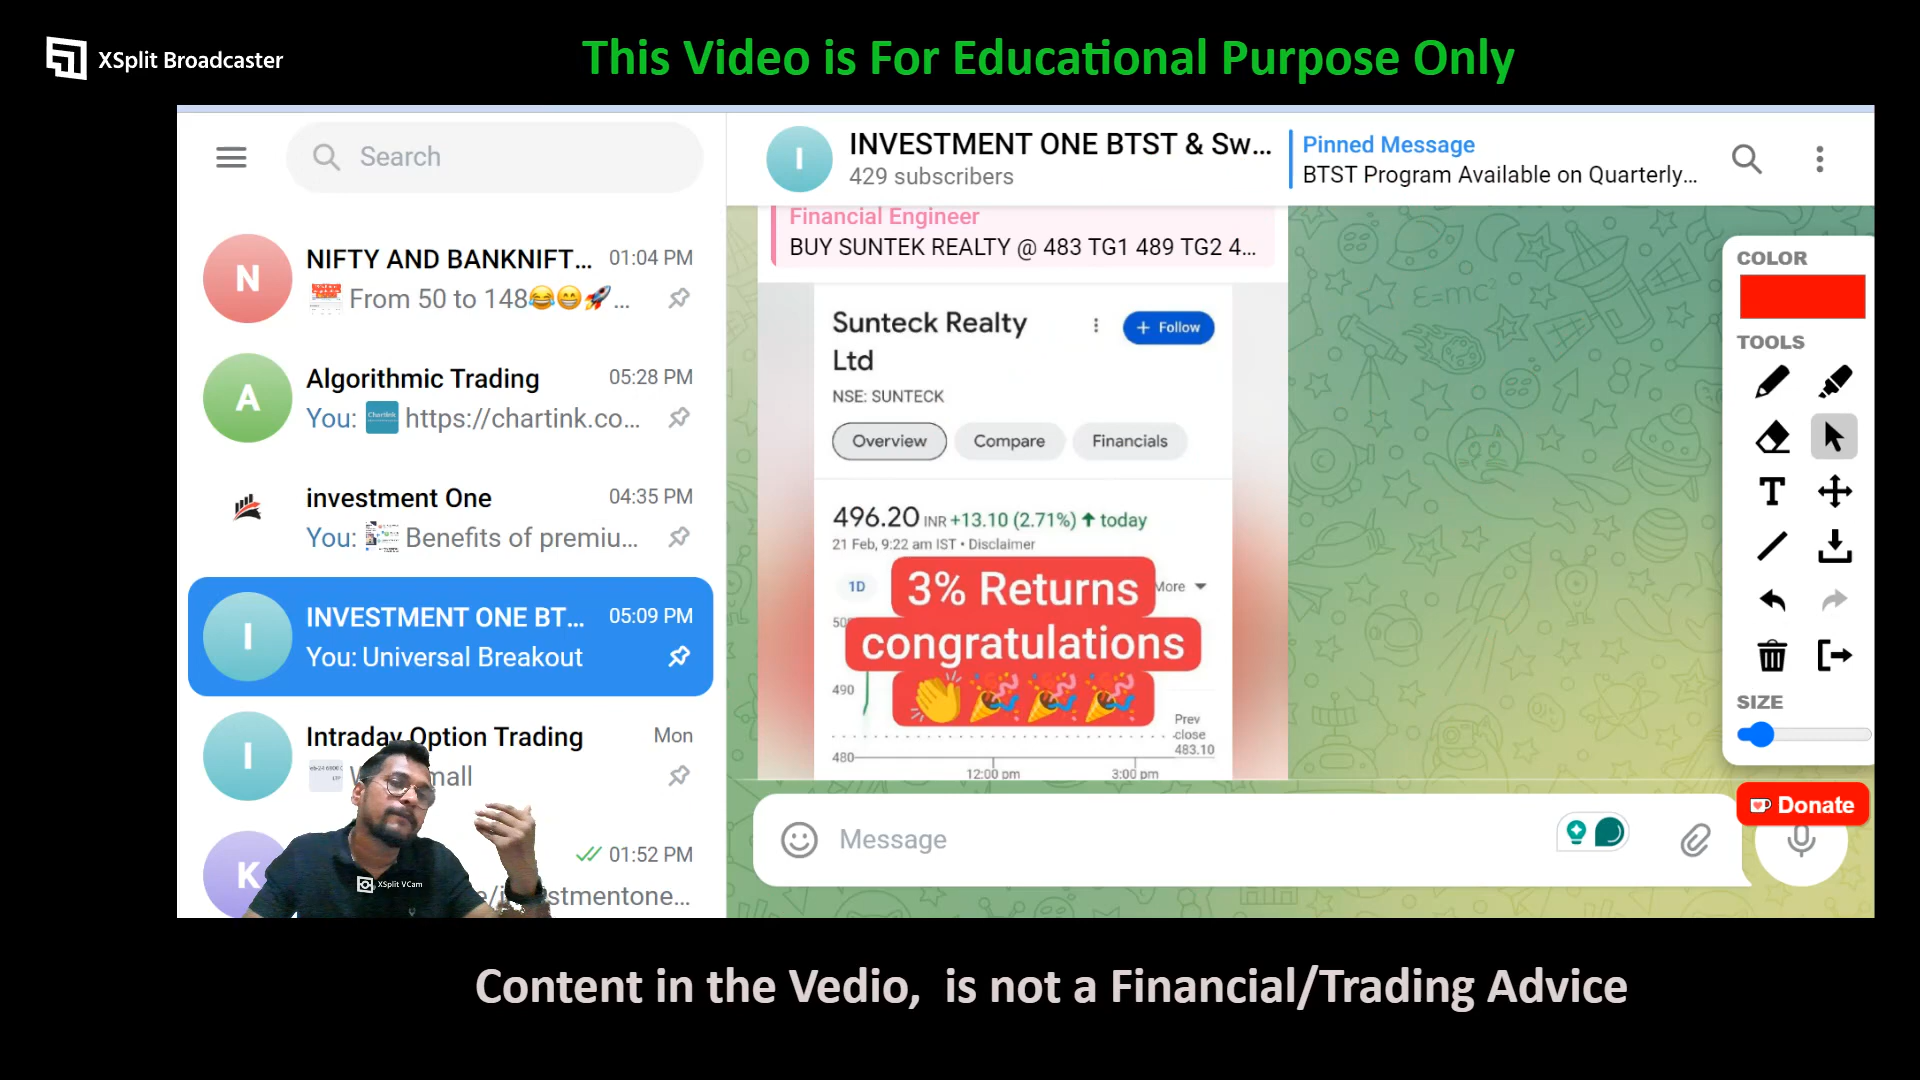 XSplit Broadcaster
This Video is For Educational Purpose Only
Search
NIFTY AND BANKNIFT... 01:04 PM
From 50 to 148😂😁🚀...
Algorithmic Trading 05:28 PM
You: https://chartink.co...
investment One 04:35 PM
You: Benefits of premiu...
INVESTMENT ONE BT... 05:09 PM
You: Universal Breakout
Intraday Option Trading Mon
mall
01:52 PM
stmentone...
N
A
I
I
K
XSplit VCam
I
INVESTMENT ONE BTST & Sw...
429 subscribers
Pinned Message
BTST Program Available on Quarterly...
Financial Engineer
BUY SUNTEK REALTY @ 483 TG1 489 TG2 4...
Sunteck Realty
Ltd
+ Follow
NSE: SUNTECK
Overview Compare Financials
496.20 INR +13.10 (2.71%) ↑ today
21 Feb, 9:22 am IST • Disclaimer
1D
More
3% Returns
congratulations
👏🎉🎉🎉
490
480
Prev
close
483.10
12:00 pm 3:00 pm
Message
COLOR
TOOLS
T
SIZE
Donate
Content in the Vedio, is not a Financial/Trading Advice